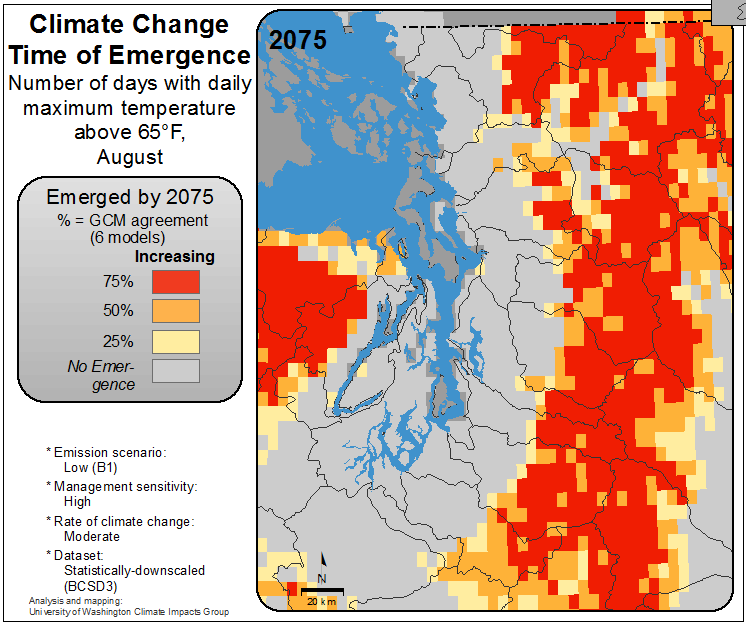 Climate Change
Time of Emergence
Number of days with daily
maximum temperature
above 65°F,
August
Emerged by 2075
% = GCM agreement
(6 models)
Increasing
75%
50%
25%
No Emer-
gence
* Emission scenario:
Low (B1)
* Management sensitivity:
High
* Rate of climate change:
Moderate
* Dataset:
Statistically-downscaled
(BCSD3)
Analysis and mapping:
University of Washington Climate Impacts Group
2075
N
20 km